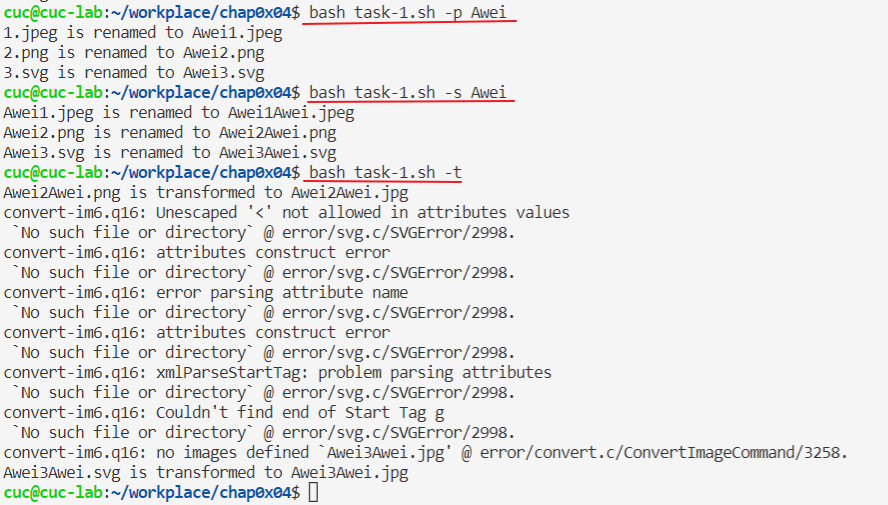 cuc@cuc-lab:~/workplace/chap0x04$ bash task-1.sh -p Awei
1.jpeg is renamed to Awei1.jpeg
2.png is renamed to Awei2.png
3.svg is renamed to Awei3.svg
cuc@cuc-lab:~/workplace/chap0x04$ bash task-1.sh -s Awei
Awei1.jpeg is renamed to Awei1Awei.jpeg
Awei2.png is renamed to Awei2Awei.png
Awei3.svg is renamed to Awei3Awei.svg
cuc@cuc-lab:~/workplace/chap0x04$ bash task-1.sh -t
Awei2Awei.png is transformed to Awei2Awei.jpg
convert-im6.q16: Unescaped '<' not allowed in attributes values
 `No such file or directory` @ error/svg.c/SVGError/2998.
convert-im6.q16: attributes construct error
 `No such file or directory` @ error/svg.c/SVGError/2998.
convert-im6.q16: error parsing attribute name
 `No such file or directory` @ error/svg.c/SVGError/2998.
convert-im6.q16: attributes construct error
 `No such file or directory` @ error/svg.c/SVGError/2998.
convert-im6.q16: xmlParseStartTag: problem parsing attributes
 `No such file or directory` @ error/svg.c/SVGError/2998.
convert-im6.q16: Couldn't find end of Start Tag g
 `No such file or directory` @ error/svg.c/SVGError/2998.
convert-im6.q16: no images defined `Awei3Awei.jpg' @ error/convert.c/ConvertImageCommand/3258.
Awei3Awei.svg is transformed to Awei3Awei.jpg
cuc@cuc-lab:~/workplace/chap0x04$